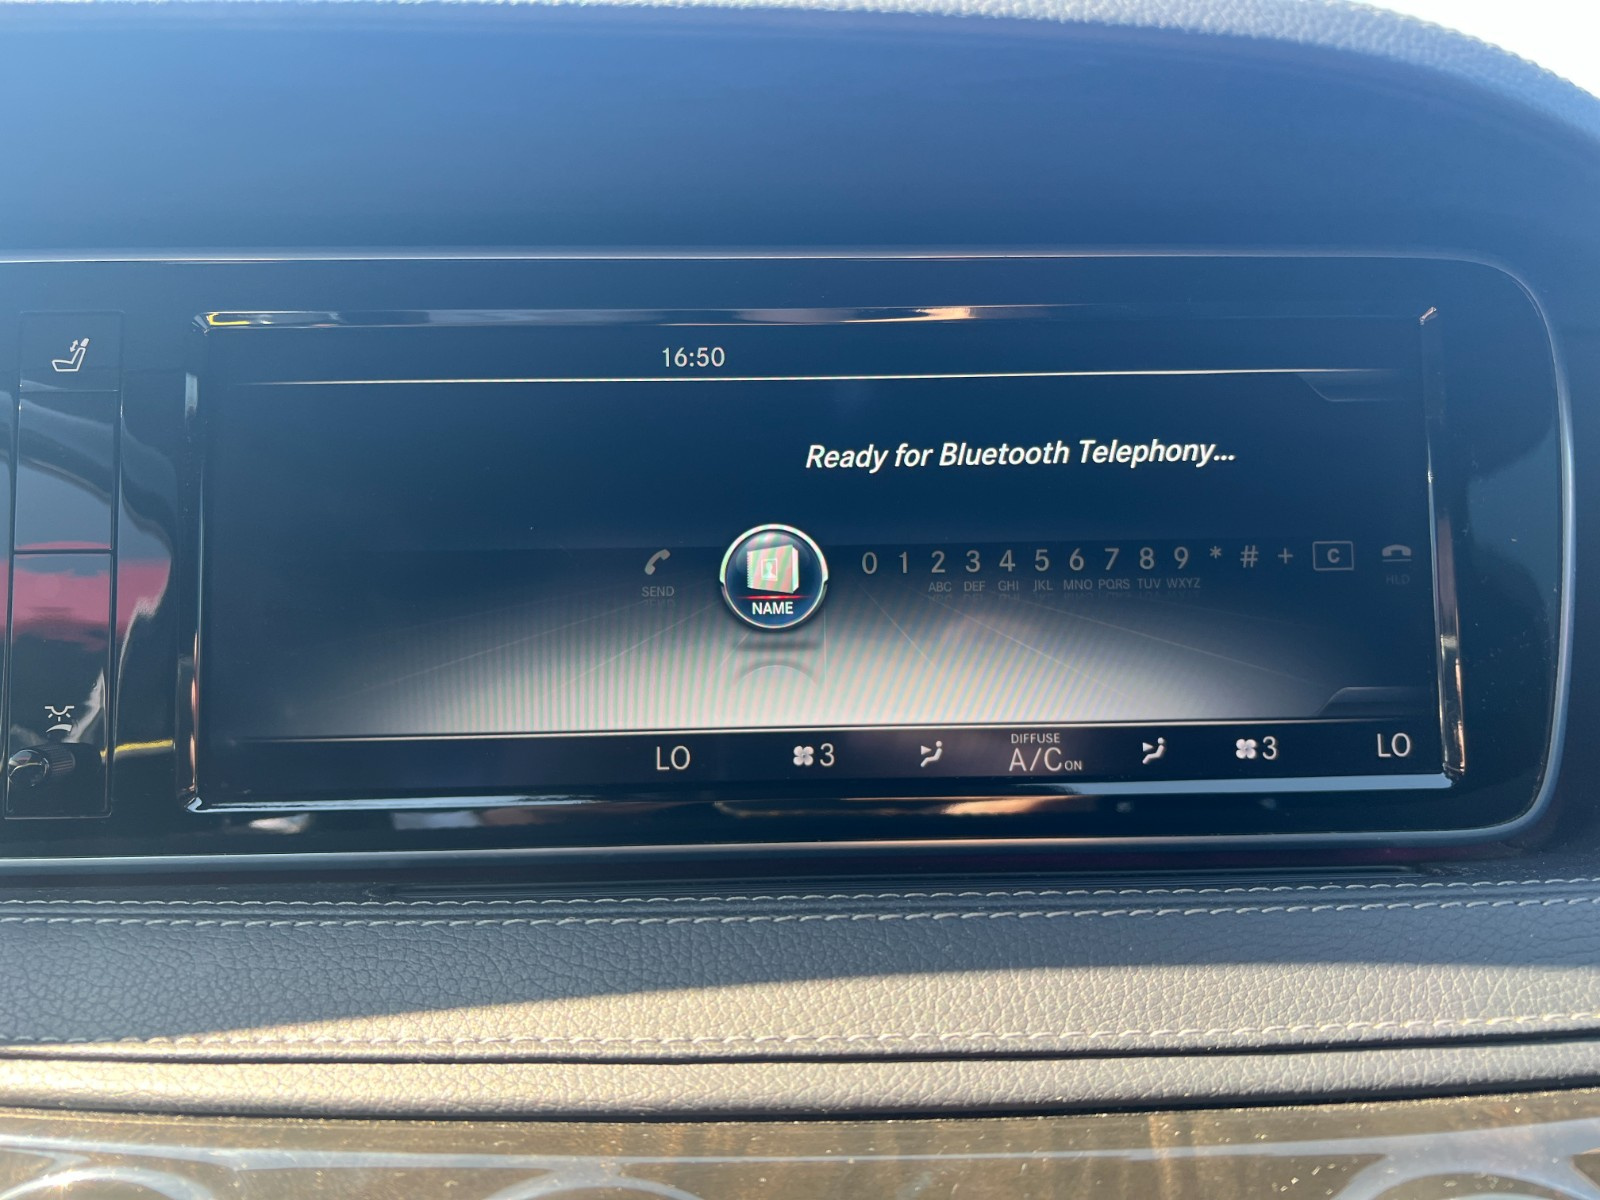 16:50
Ready for Bluetooth Telephony...
SEND
NAME
0 1 2 3 4 5 6 7 8 9 * # + C
ABC DEF GHI JKL MNO PQRS TUV WXYZ
HLD
LO 3 DIFFUSE A/C ON 3 LO